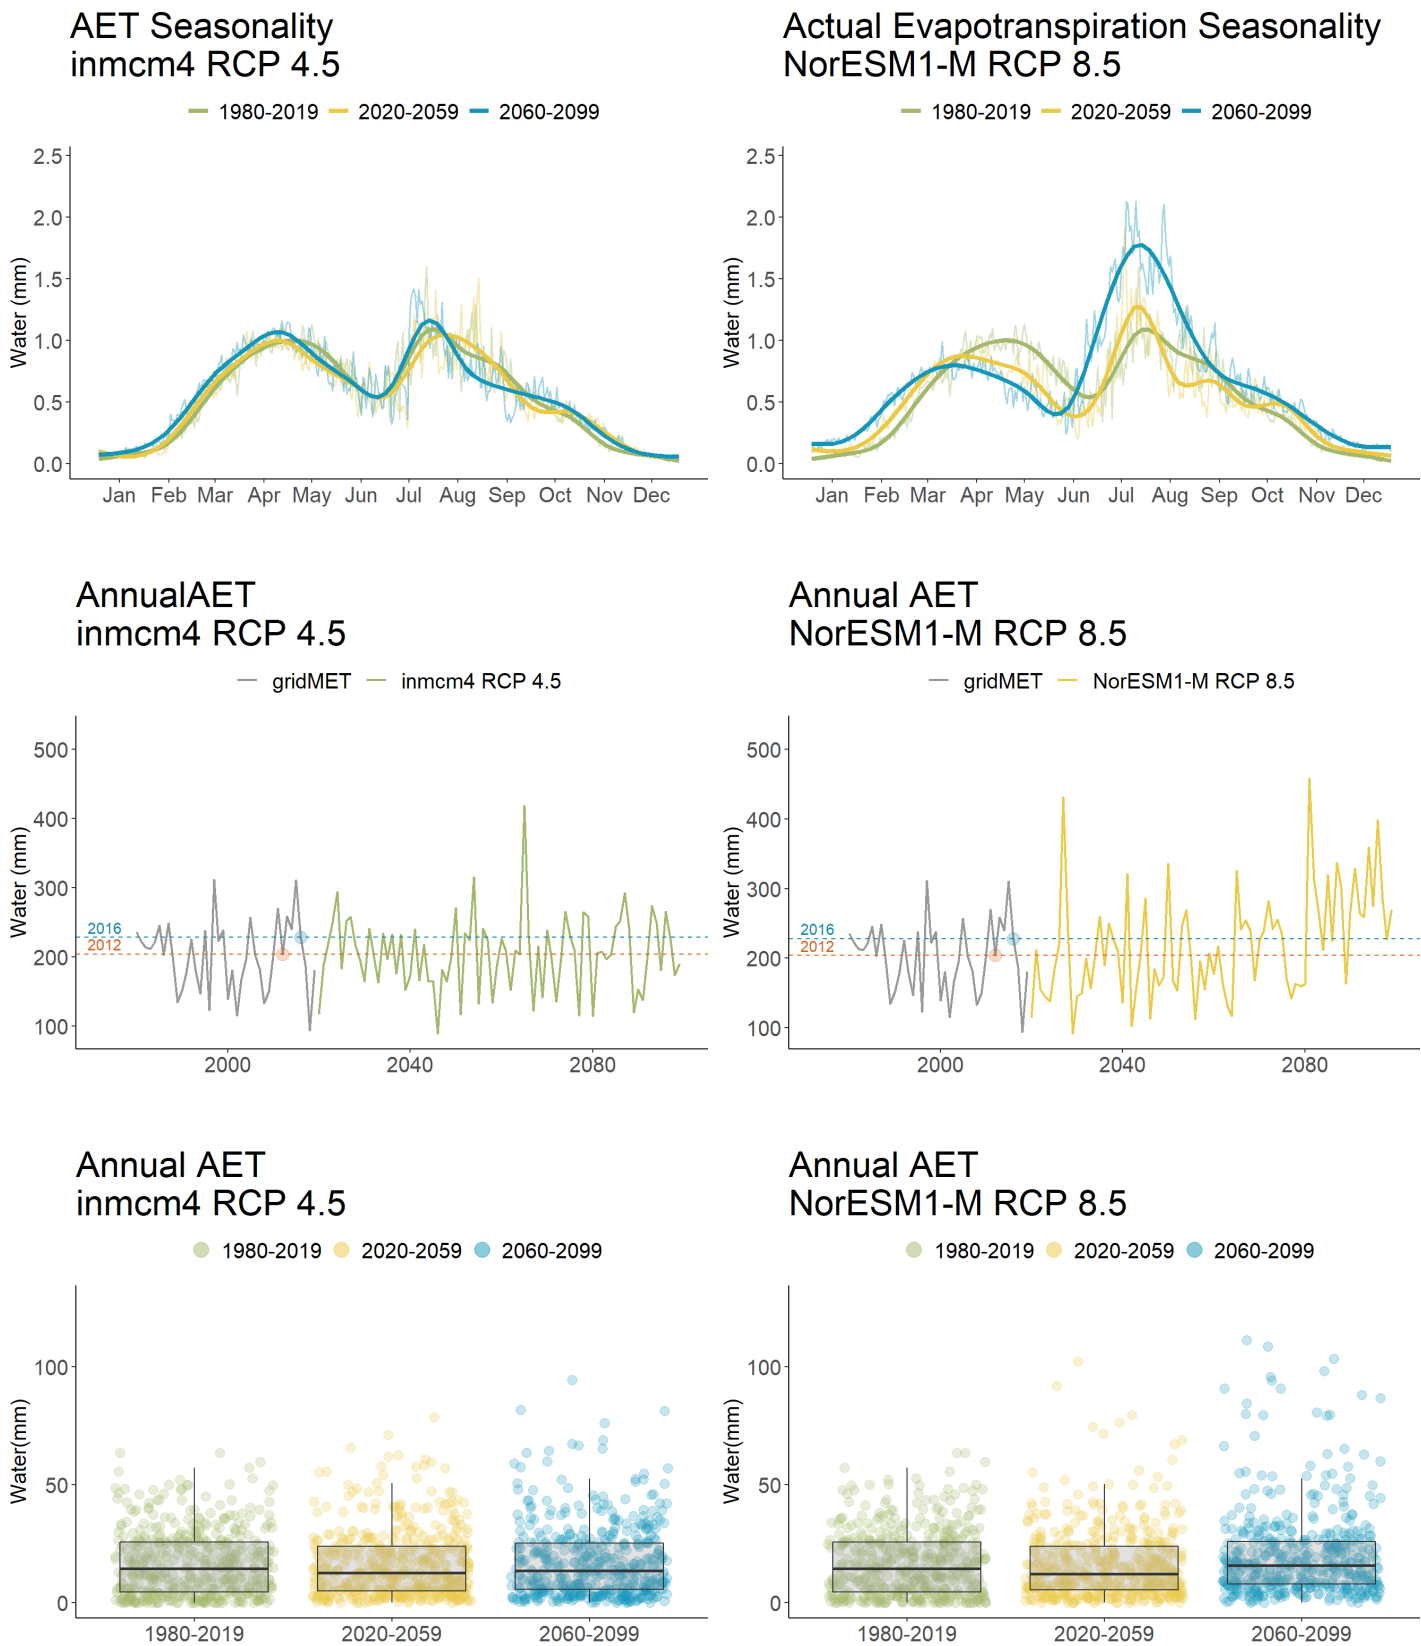 AET Seasonality
inmcm4 RCP 4.5
1980-2019 2020-2059 2060-2099
Water (mm)
2.5
2.0
1.5
1.0
0.5
0.0
Jan Feb Mar Apr May Jun Jul Aug Sep Oct Nov Dec
Actual Evapotranspiration Seasonality
NorESM1-M RCP 8.5
1980-2019 2020-2059 2060-2099
Water (mm)
2.5
2.0
1.5
1.0
0.5
0.0
Jan Feb Mar Apr May Jun Jul Aug Sep Oct Nov Dec
AnnualAET
inmcm4 RCP 4.5
gridMET inmcm4 RCP 4.5
Water (mm)
500
400
300
200
100
2016
2012
2000 2040 2080
Annual AET
NorESM1-M RCP 8.5
gridMET NorESM1-M RCP 8.5
Water (mm)
500
400
300
200
100
2016
2012
2000 2040 2080
Annual AET
inmcm4 RCP 4.5
1980-2019 2020-2059 2060-2099
Water(mm)
100
50
0
1980-2019 2020-2059 2060-2099
Annual AET
NorESM1-M RCP 8.5
1980-2019 2020-2059 2060-2099
Water(mm)
100
50
0
1980-2019 2020-2059 2060-2099